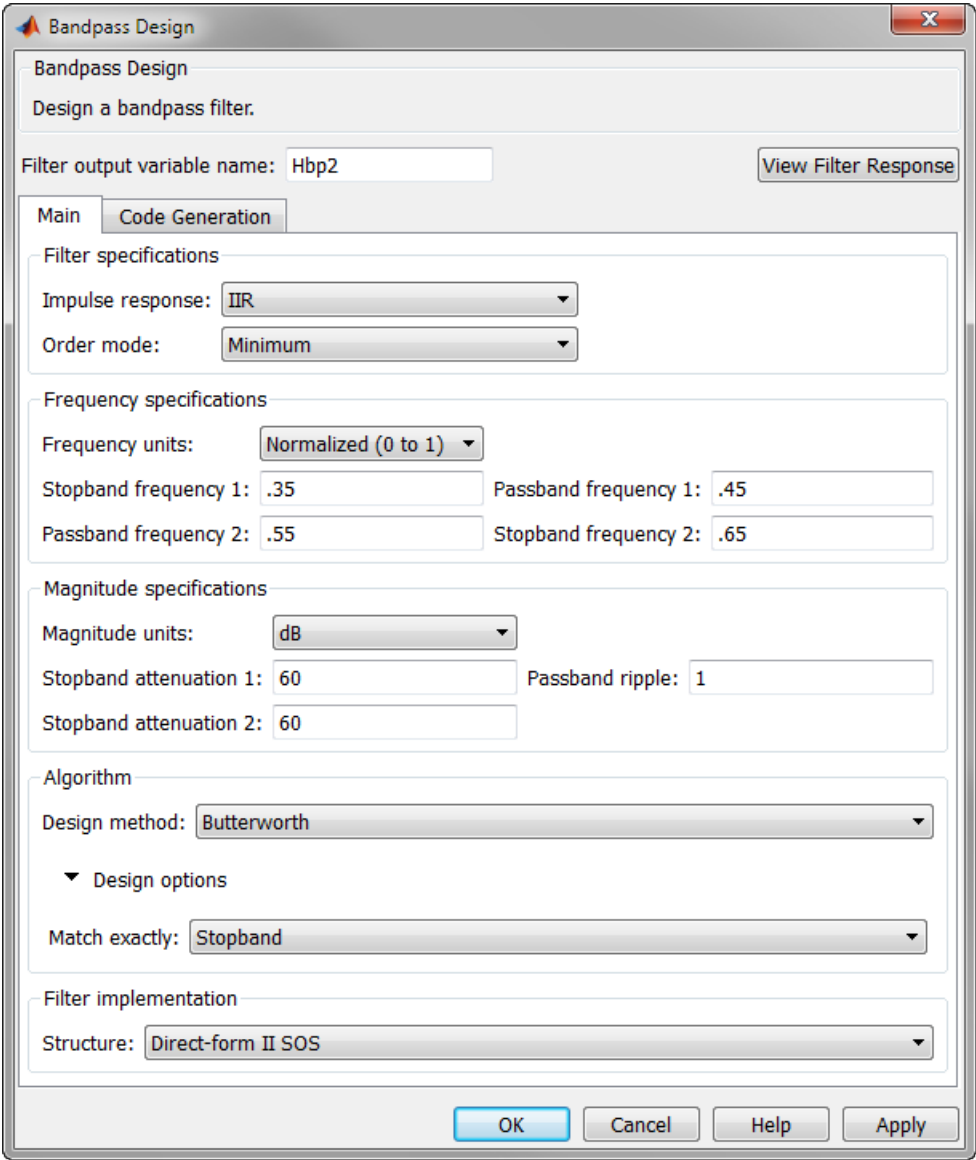 Bandpass Design
Bandpass Design
Design a bandpass filter.
Filter output variable name: Hbp2 View Filter Response
Main Code Generation
Filter specifications
Impulse response: IIR
Order mode: Minimum
Frequency specifications
Frequency units: Normalized (0 to 1)
Stopband frequency 1: .35 Passband frequency 1: .45
Passband frequency 2: .55 Stopband frequency 2: .65
Magnitude specifications
Magnitude units: dB
Stopband attenuation 1: 60 Passband ripple: 1
Stopband attenuation 2: 60
Algorithm
Design method: Butterworth
Design options
Match exactly: Stopband
Filter implementation
Structure: Direct-form II SOS
OK Cancel Help Apply